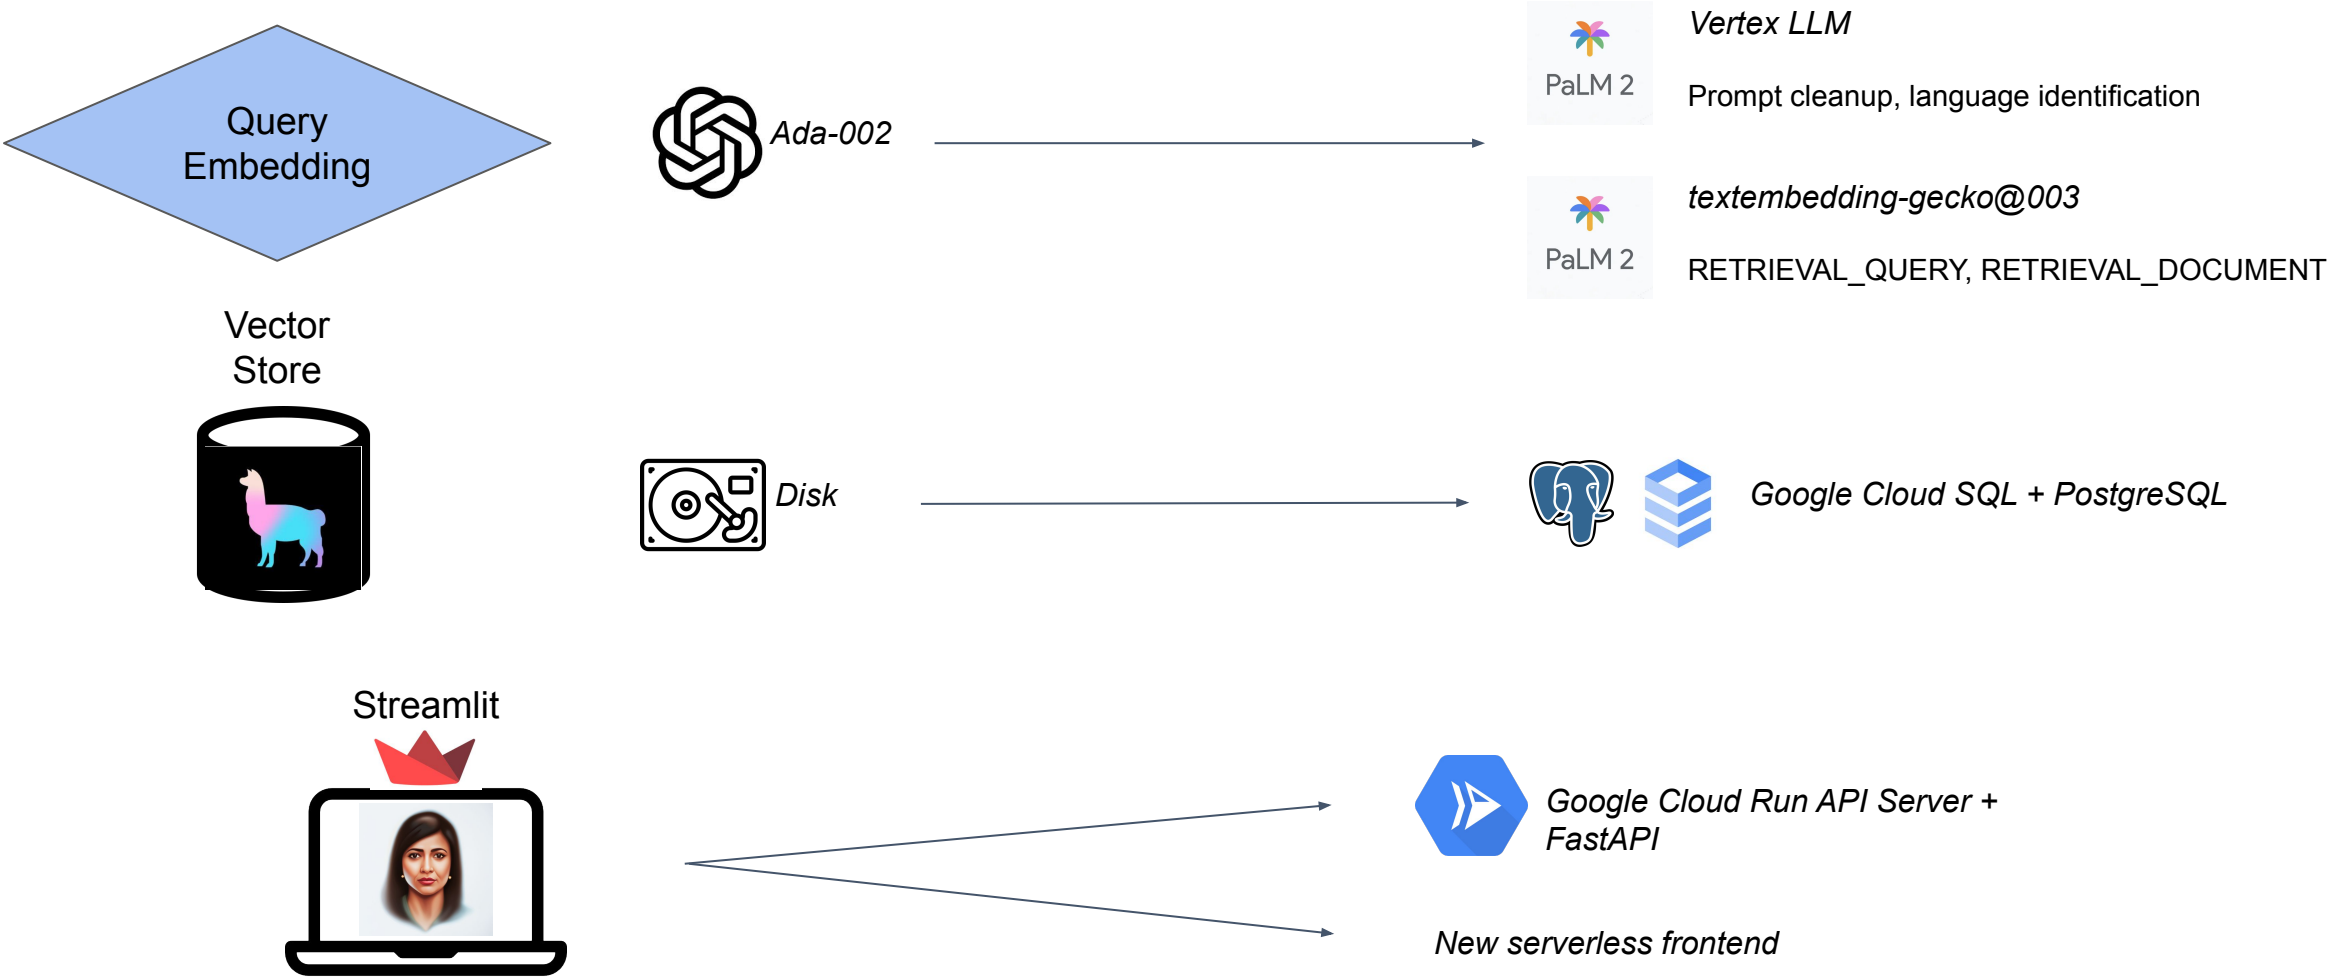 Query
Embedding
Ada-002
PaLM 2
Vertex LLM
Prompt cleanup, language identification
PaLM 2
textembedding-gecko@003
RETRIEVAL_QUERY, RETRIEVAL_DOCUMENT
Vector
Store
Disk
Google Cloud SQL + PostgreSQL
Streamlit
Google Cloud Run API Server +
FastAPI
New serverless frontend